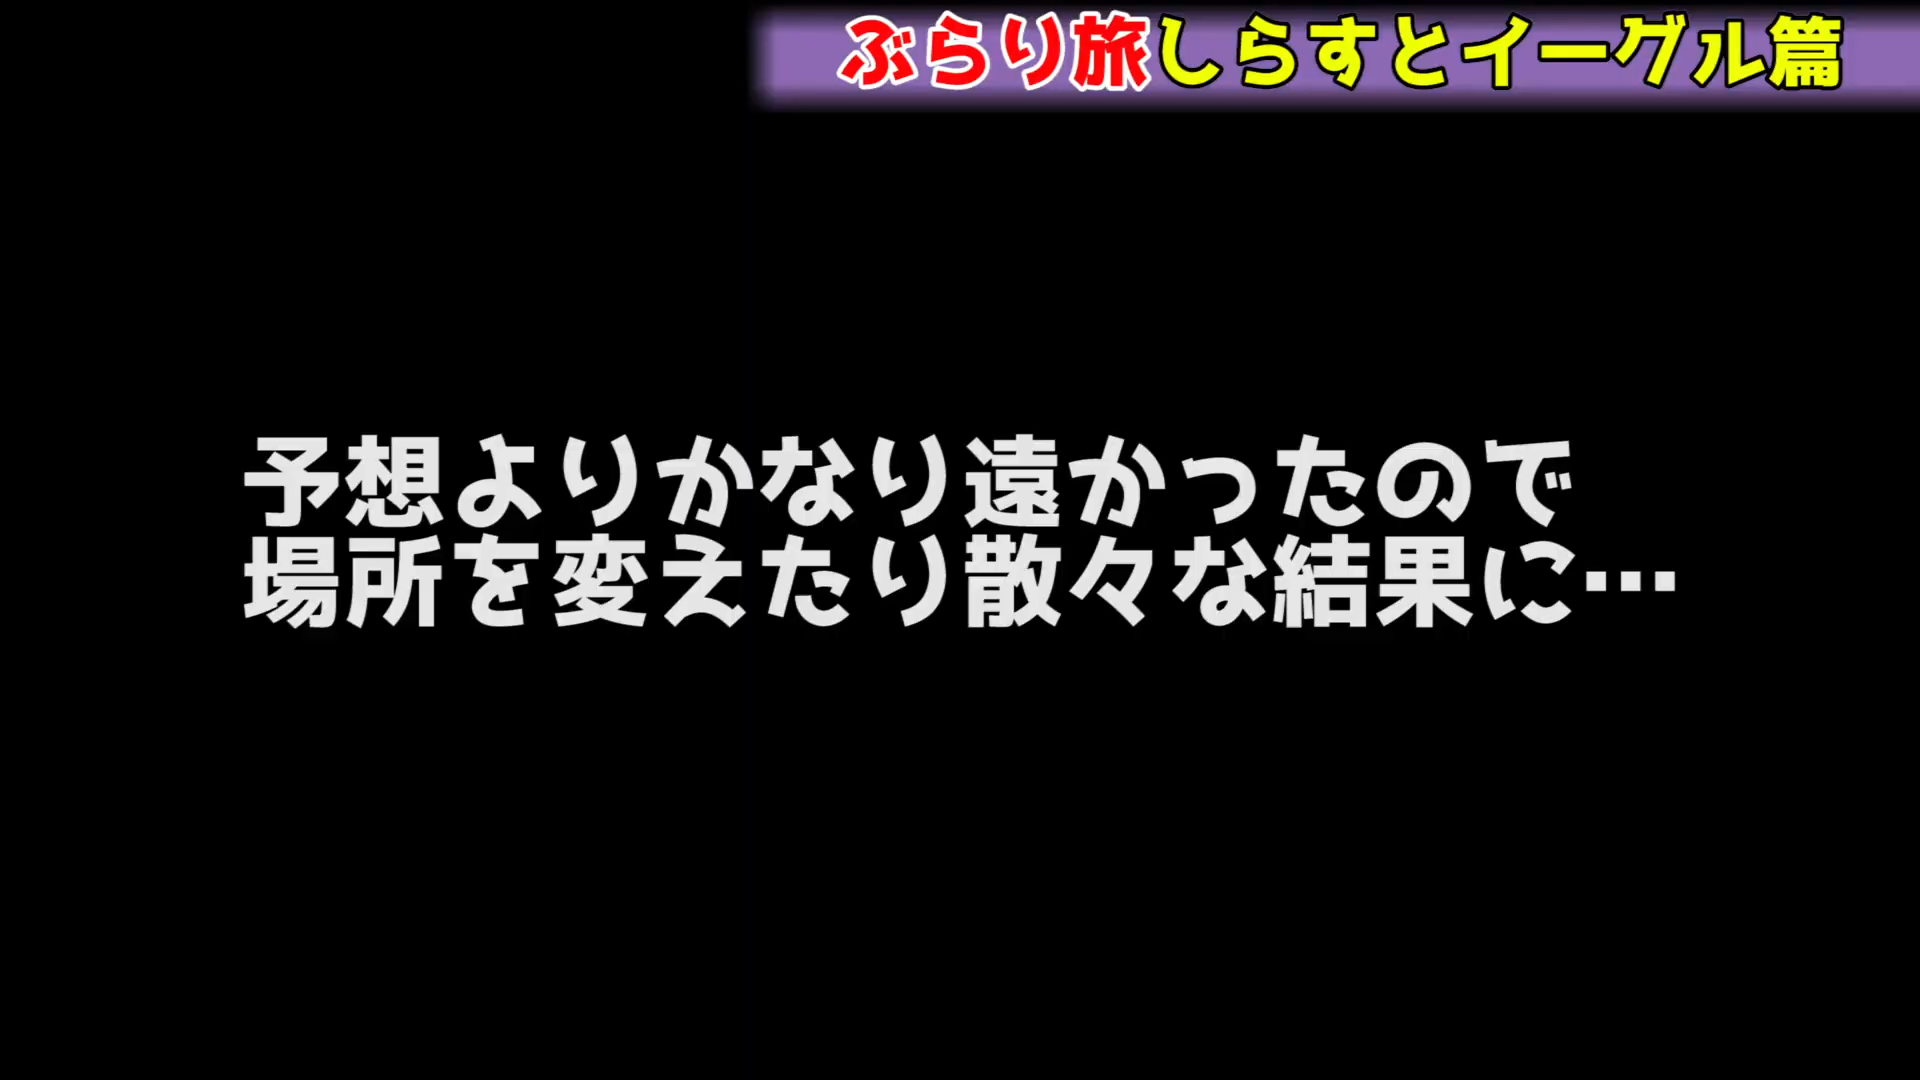 ぶらり旅しらすとイーグル篇
予想よりかなり遠かったので
場所を変えたり散々な結果に…